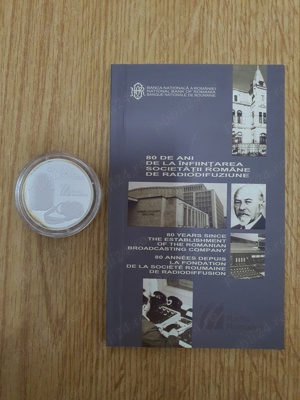 BANCA NAȚIONALĂ A ROMÂNIEI
NATIONAL BANK OF ROMANIA
BANQUE NATIONALE DE ROUMANIE
80 DE ANI
DE LA ÎNFIINȚAREA
SOCIETĂȚII ROMÂNE
DE RADIODIFUZIUNE
80 YEARS SINCE
THE ESTABLISHMENT
OF THE ROMANIAN
BROADCASTING COMPANY
80 ANNÉES DEPUIS
LA FONDATION
DE LA SOCIÉTÉ ROUMAINE
DE RADIODIFFUSION